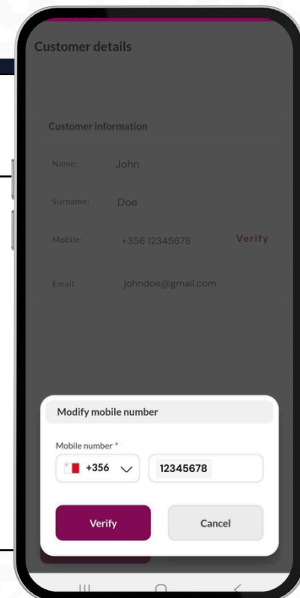 Customer details
Customer information
Name: John
Surname: Doe
Mobile: +356 12345678 Verify
Email: johndoe@gmail.com
Modify mobile number
Mobile number *
+356 12345678
Verify Cancel